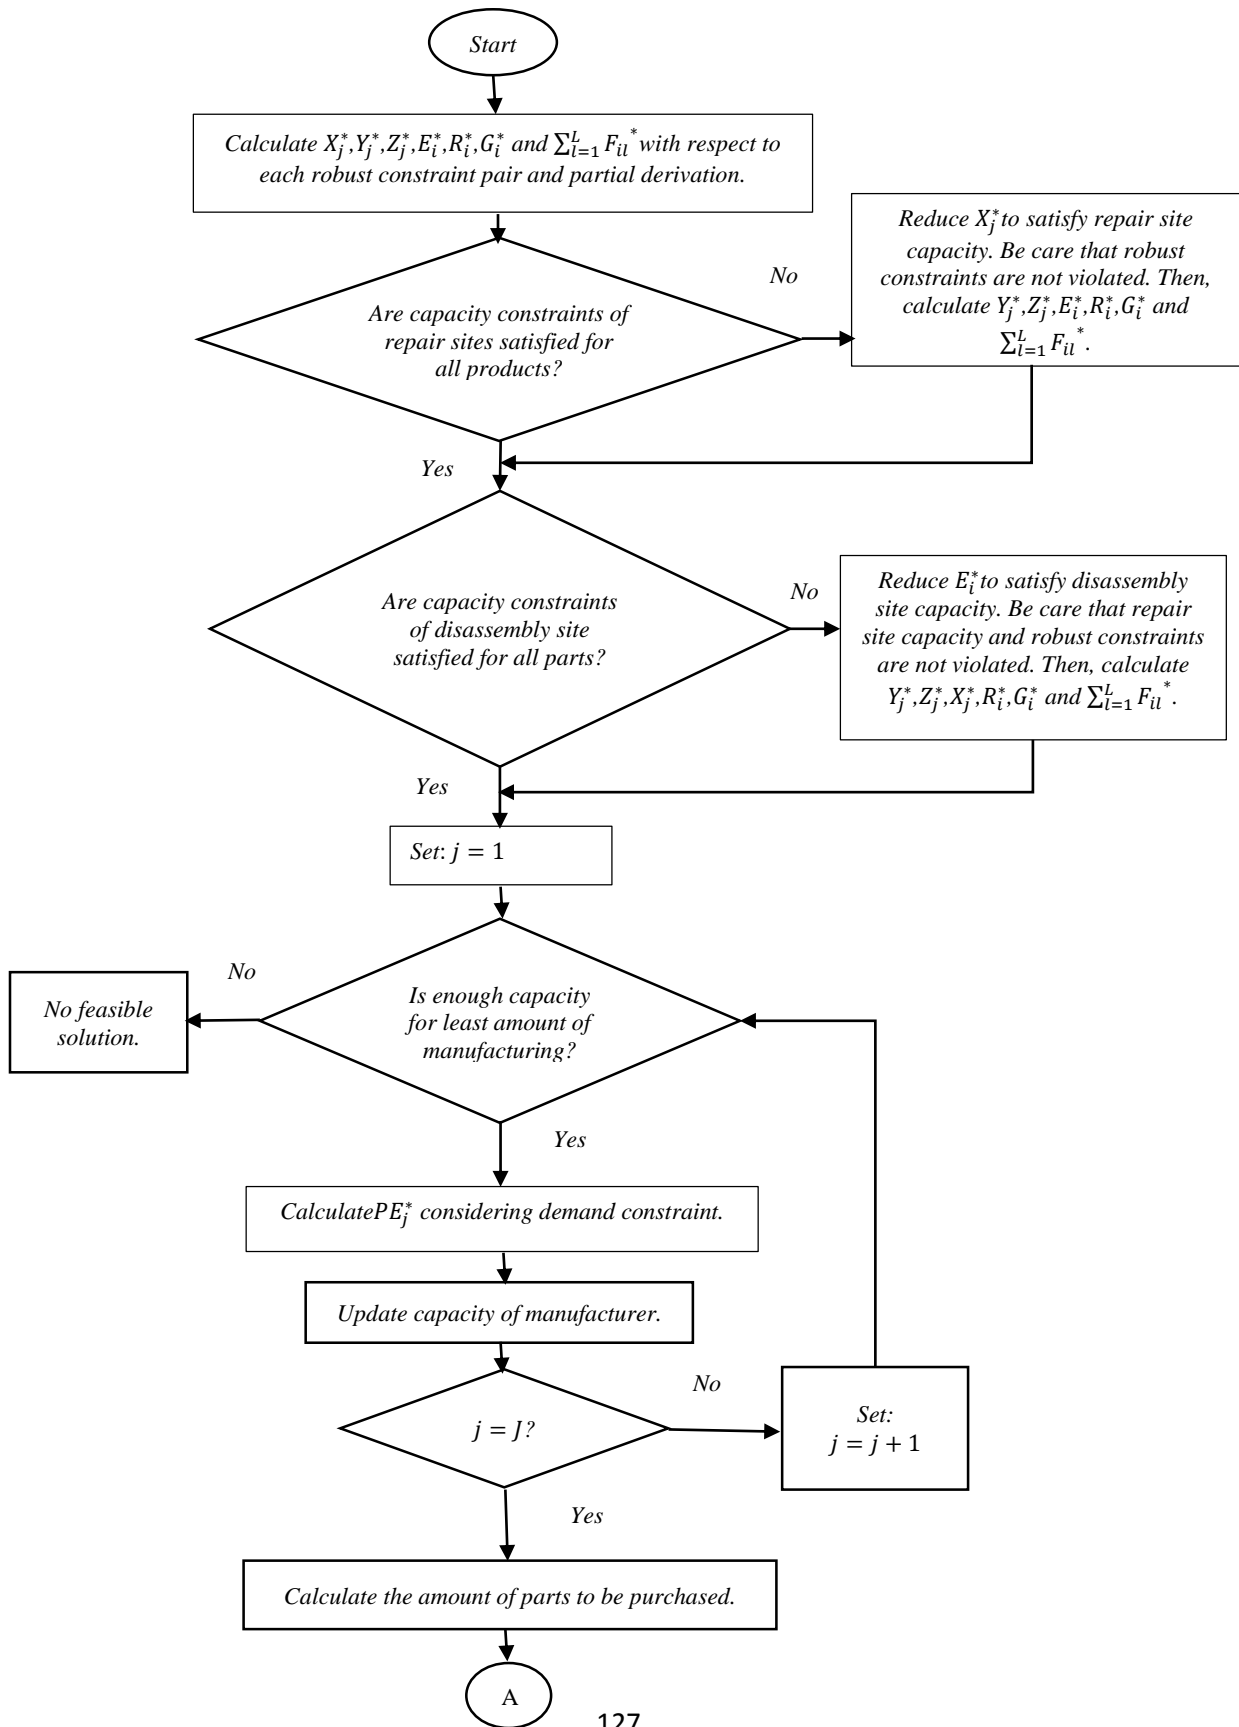 Start
Calculate X_j^*,Y_j^*,Z_j^*,E_i^*,R_i^*,G_i^* and ∑_{l=1}^L F_{il}^* with respect to
each robust constraint pair and partial derivation.
Reduce X_j^* to satisfy repair site
capacity. Be care that robust
constraints are not violated. Then,
calculate Y_j^*,Z_j^*,E_i^*,R_i^*,G_i^* and
∑_{l=1}^L F_{il}^*.
No
Are capacity constraints of
repair sites satisfied for
all products?
Yes
Reduce E_i^* to satisfy disassembly
site capacity. Be care that repair
site capacity and robust constraints
are not violated. Then, calculate
Y_j^*,Z_j^*,X_j^*,R_i^*,G_i^* and ∑_{l=1}^L F_{il}^*.
No
Are capacity constraints
of disassembly site
satisfied for all parts?
Yes
Set: j = 1
No
No feasible
solution.
Is enough capacity
for least amount of
manufacturing?
Yes
CalculatePE_j^* considering demand constraint.
Update capacity of manufacturer.
No
j = J?
Set:
j = j + 1
Yes
Calculate the amount of parts to be purchased.
A
127